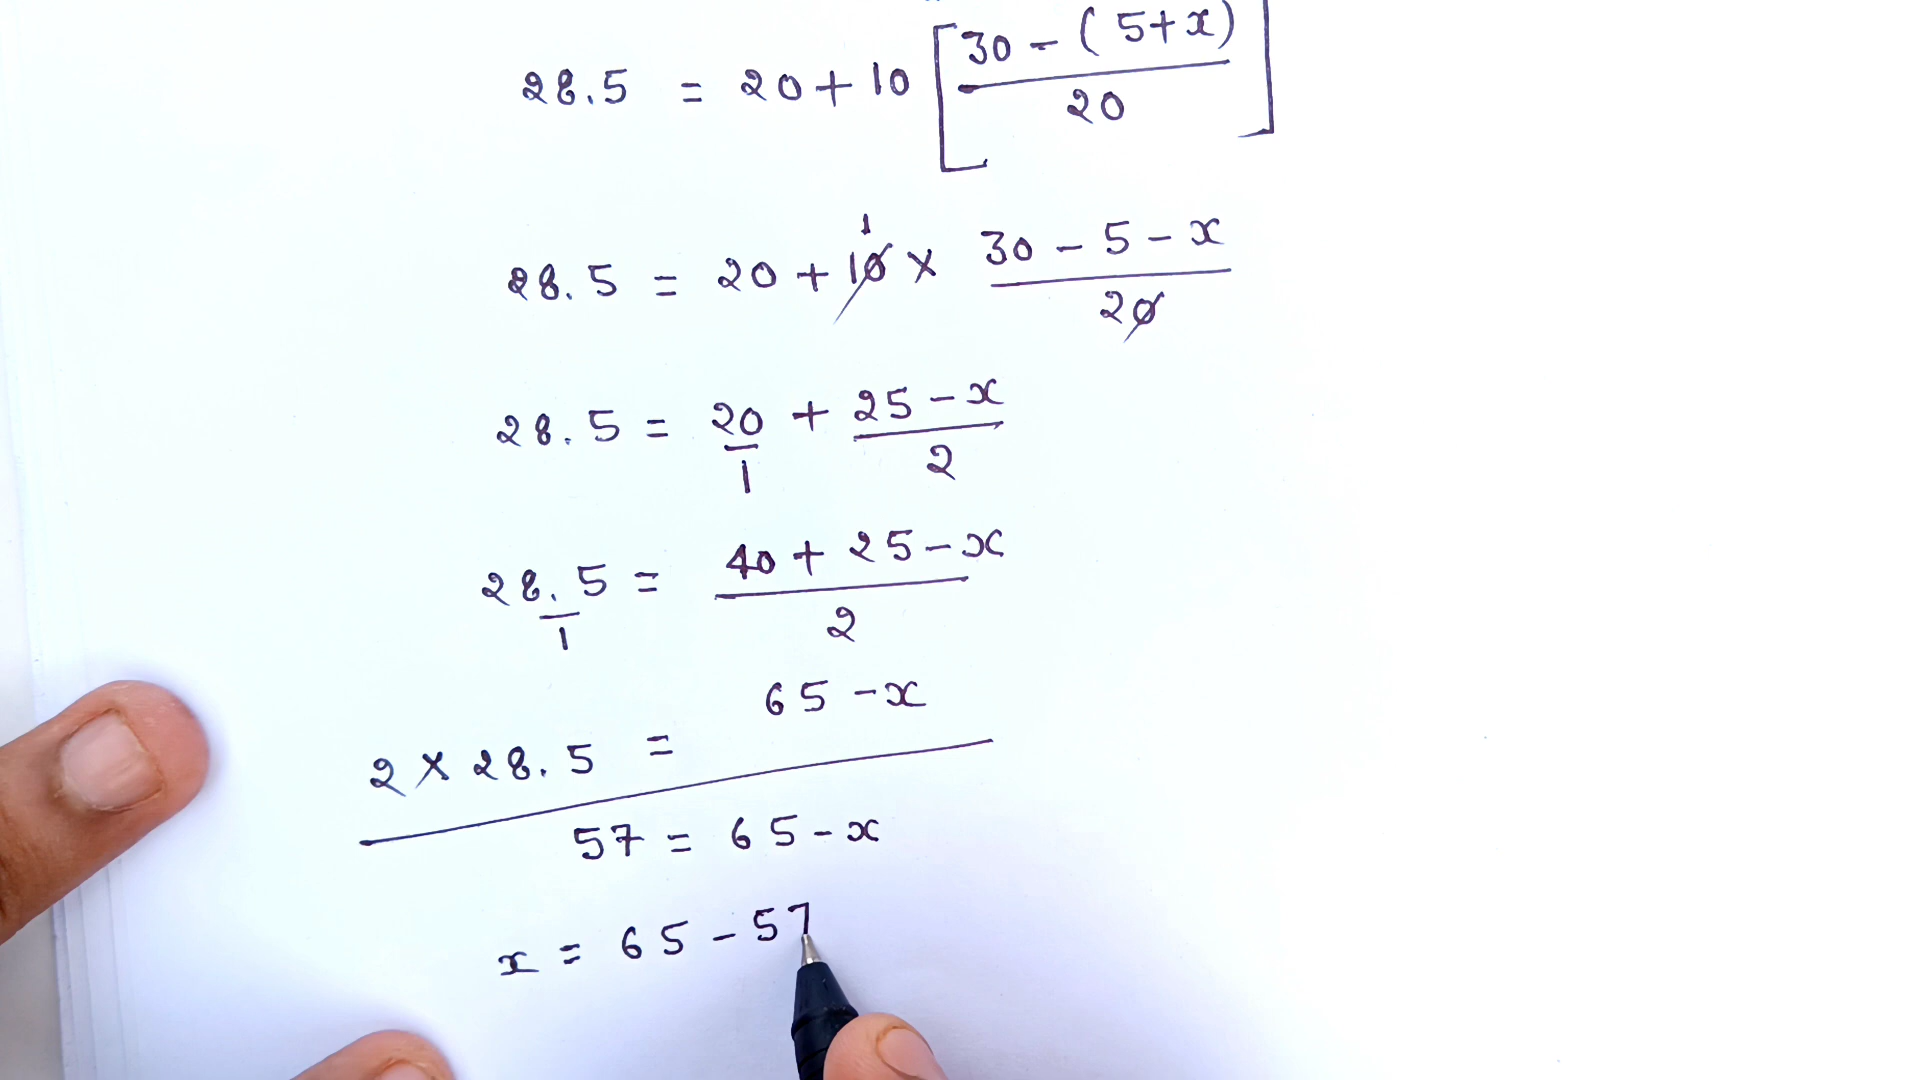 28.5 = 20 + 10 [ 30 - (5+x) / 20 ]
28.5 = 20 + 10 1 × 30 - 5 - x / 20
28.5 = 20/1 + 25 - x / 2
28.5/1 = 40 + 25 - x / 2
2 × 28.5 = 65 - x
57 = 65 - x
x = 65 - 57